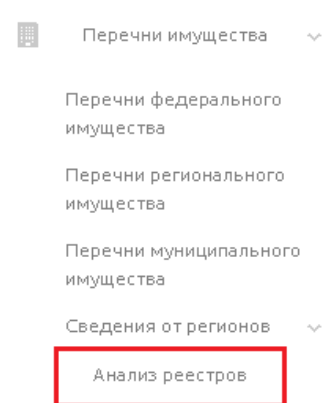 Перечни имущества
Перечни федерального
имущества
Перечни регионального
имущества
Перечни муниципального
имущества
Сведения от регионов
Анализ реестров